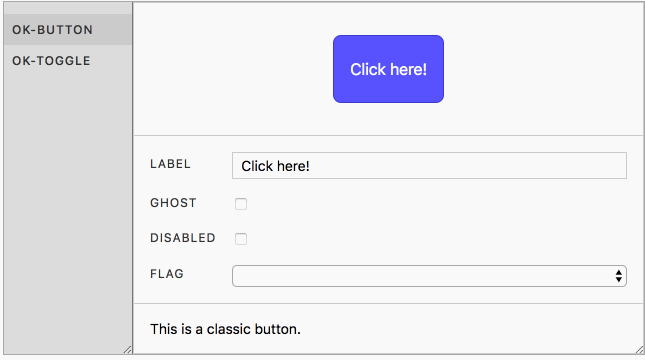 OK-BUTTON
OK-TOGGLE
Click here!
LABEL
Click here!
GHOST
DISABLED
FLAG
This is a classic button.